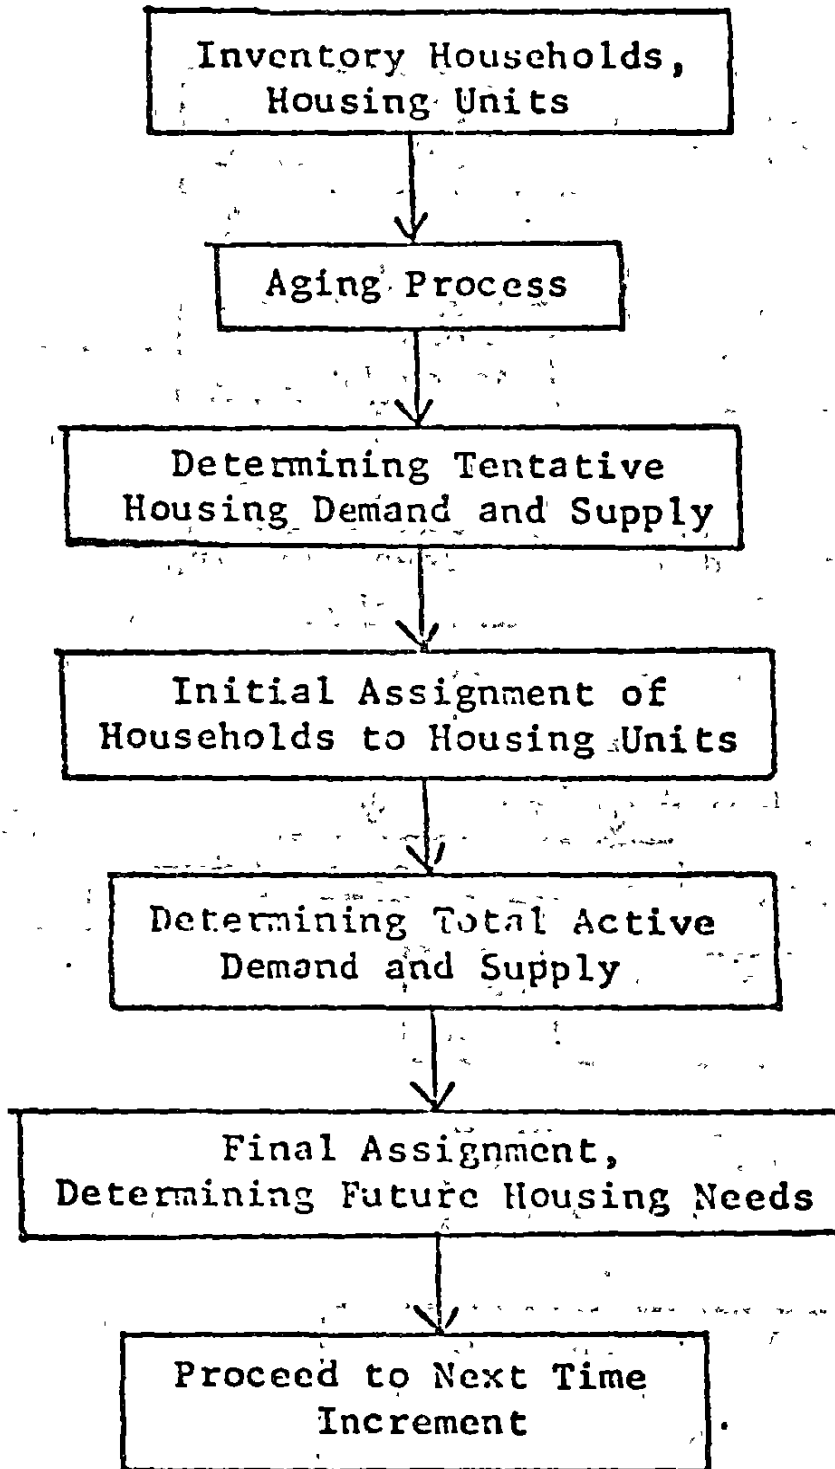 Inventory Households,
Housing Units
Aging Process
Determining Tentative
Housing Demand and Supply
Initial Assignment of
Households to Housing Units
Determining Total Active
Demand and Supply
Final Assignment,
Determining Future Housing Needs
Proceed to Next Time
Increment